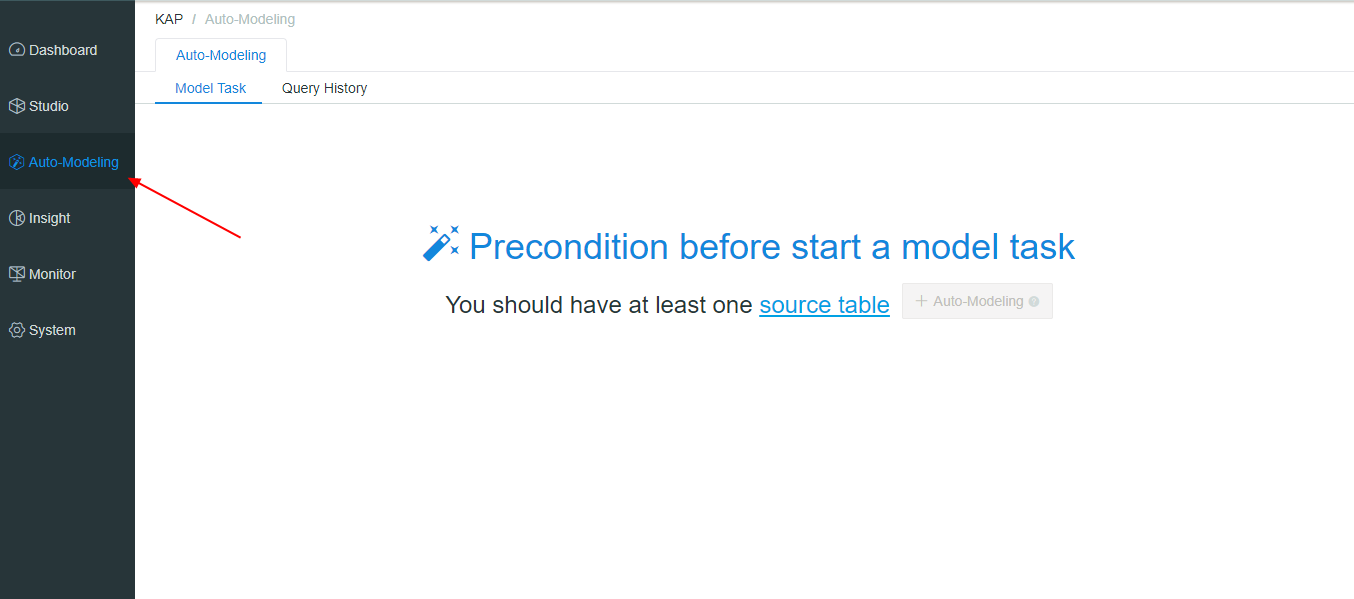 KAP / Auto-Modeling
Dashboard
Studio
Auto-Modeling
Insight
Monitor
System
Auto-Modeling
Model Task Query History
Precondition before start a model task
You should have at least one source table
+ Auto-Modeling ?